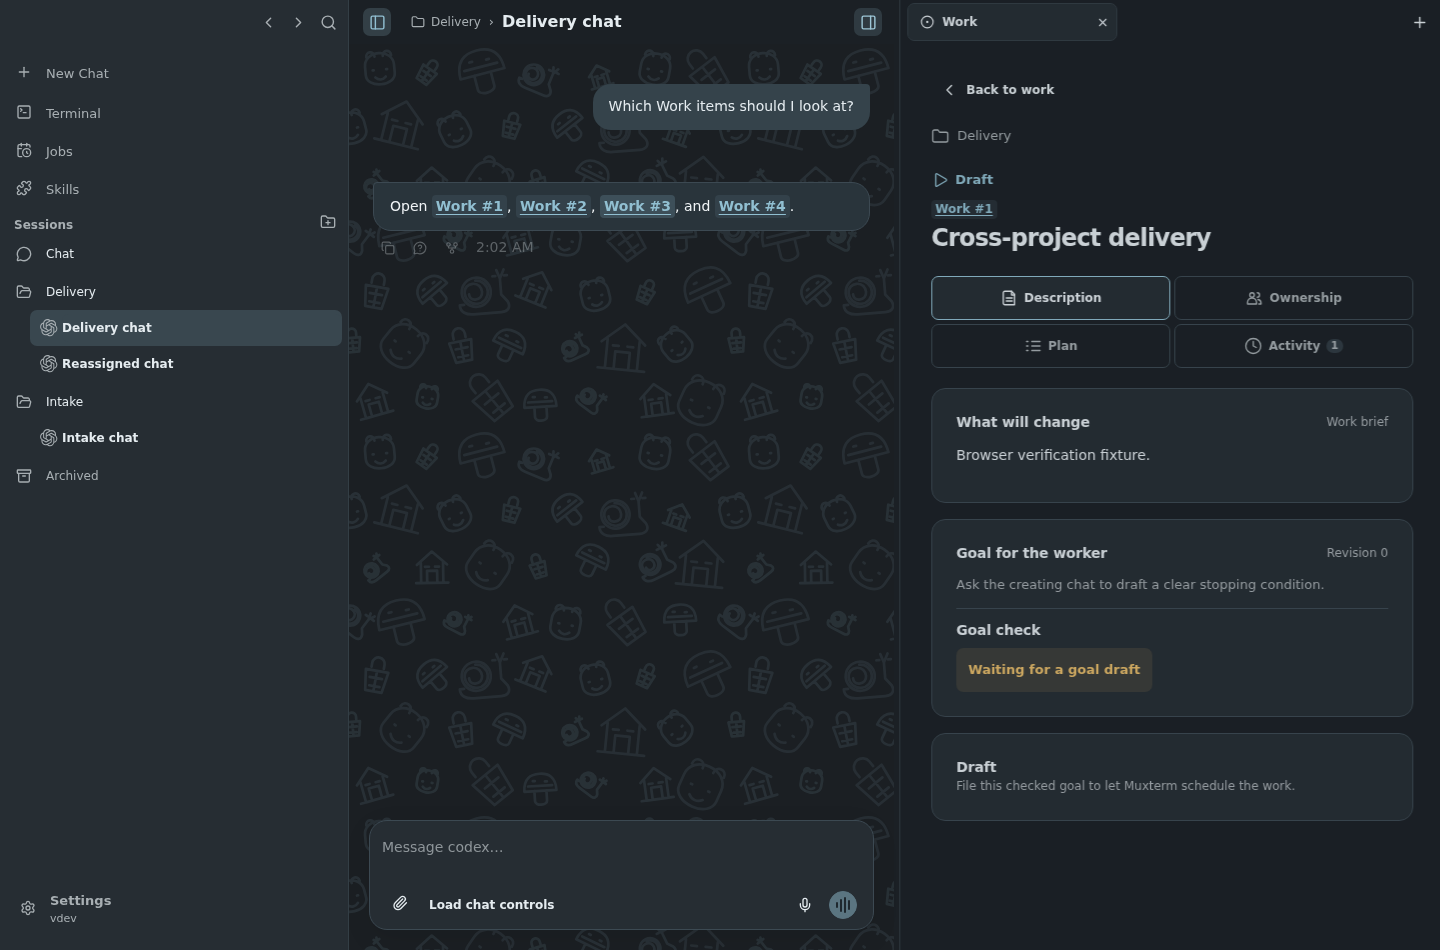 New Chat
Terminal
Jobs
Skills
Sessions
Chat
Delivery
Delivery chat
Reassigned chat
Intake
Intake chat
Archived
Settings
vdev
Delivery › Delivery chat
Which Work items should I look at?
Open Work #1, Work #2, Work #3, and Work #4.
2:02 AM
Message codex...
Load chat controls
Work
Back to work
Delivery
Draft
Work #1
Cross-project delivery
Description
Ownership
Plan
Activity 1
What will change
Work brief
Browser verification fixture.
Goal for the worker
Revision 0
Ask the creating chat to draft a clear stopping condition.
Goal check
Waiting for a goal draft
Draft
File this checked goal to let Muxterm schedule the work.